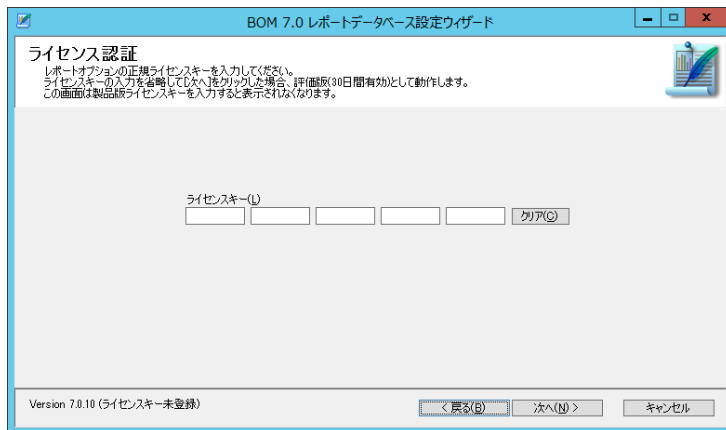 BOM 7.0 レポートデータベース設定ウィザード
ライセンス認証
レポートオプションの正規ライセンスキーを入力してください。
ライセンスキーの入力を省略して[次へ]をクリックした場合、評価版(30日間有効)として動作します。
この画面は製品版ライセンスキーを入力すると表示されなくなります。
ライセンスキー(L)
クリア(C)
Version 7.0.10 (ライセンスキー未登録)
< 戻る(B) 次へ(N) > キャンセル